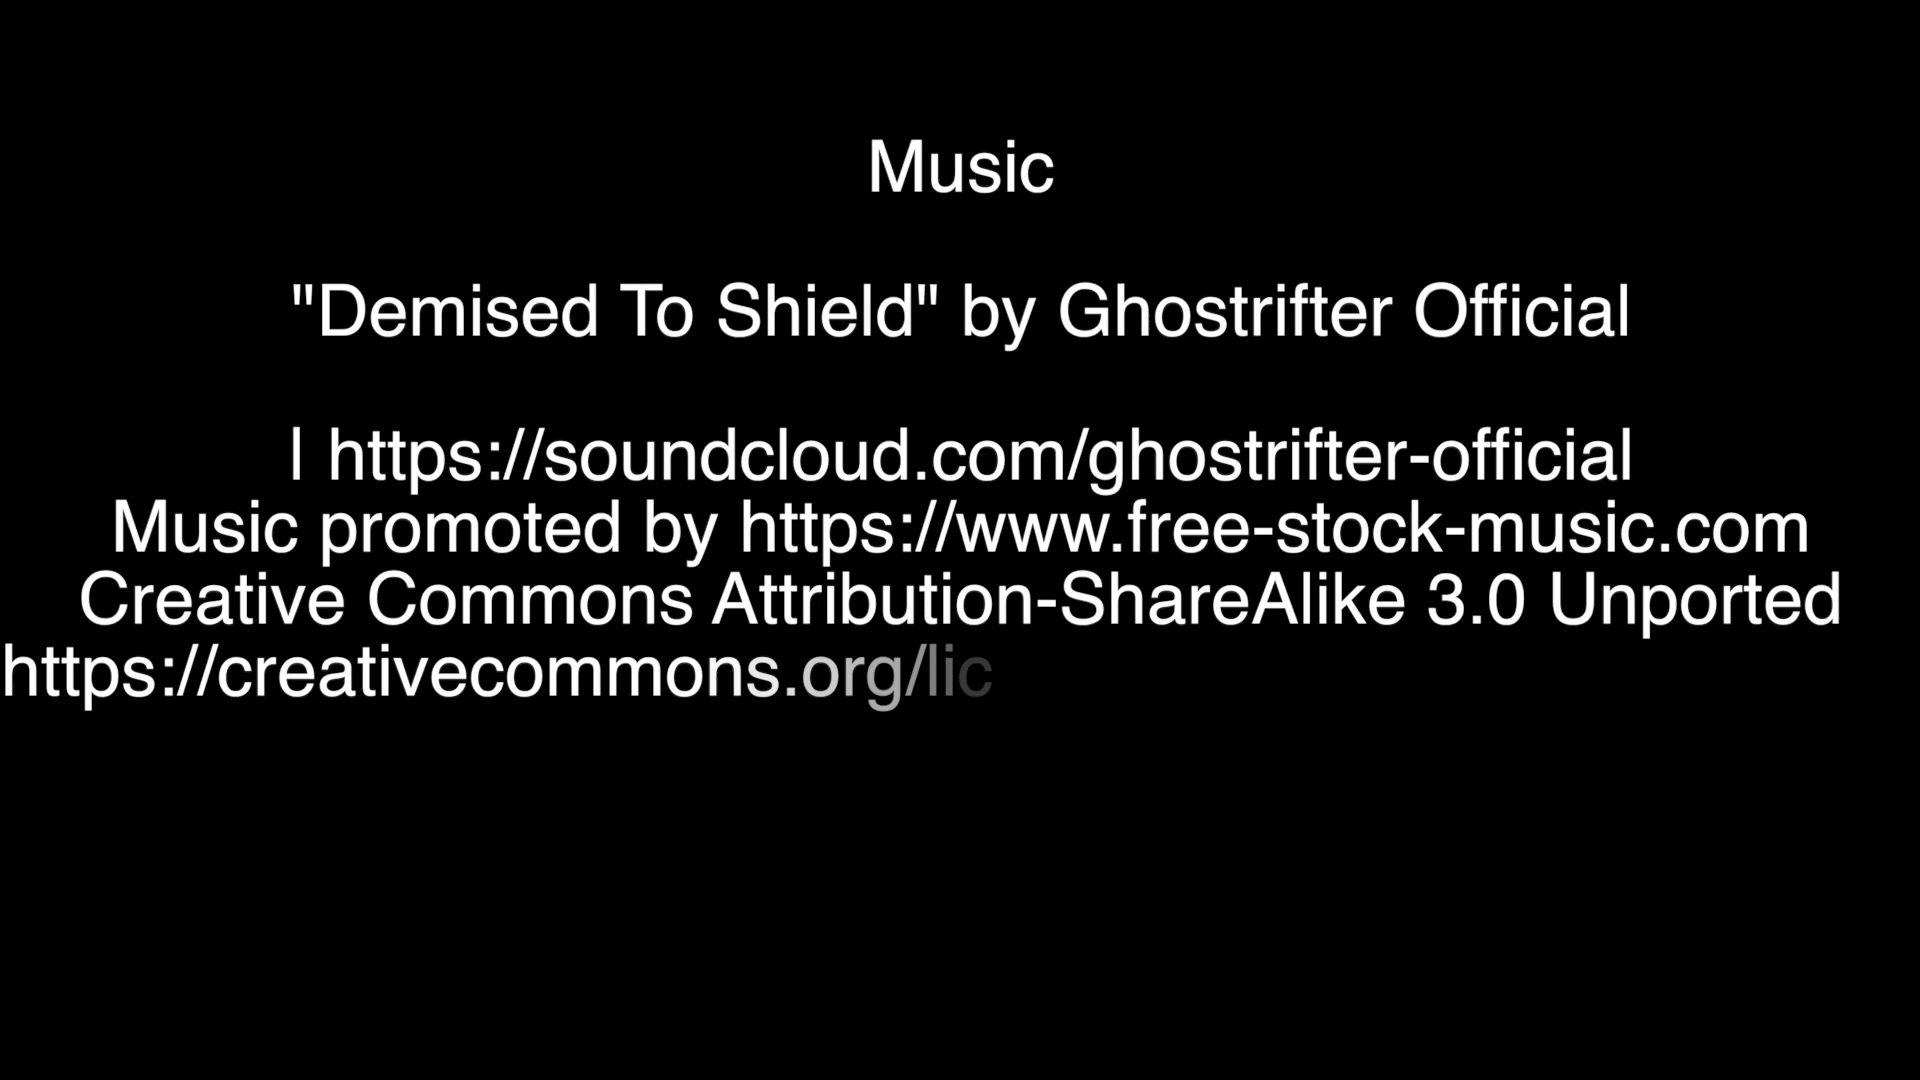 Music
"Demised To Shield" by Ghostrifter Official
| https://soundcloud.com/ghostrifter-official
Music promoted by https://www.free-stock-music.com
Creative Commons Attribution-ShareAlike 3.0 Unported
https://creativecommons.org/lic